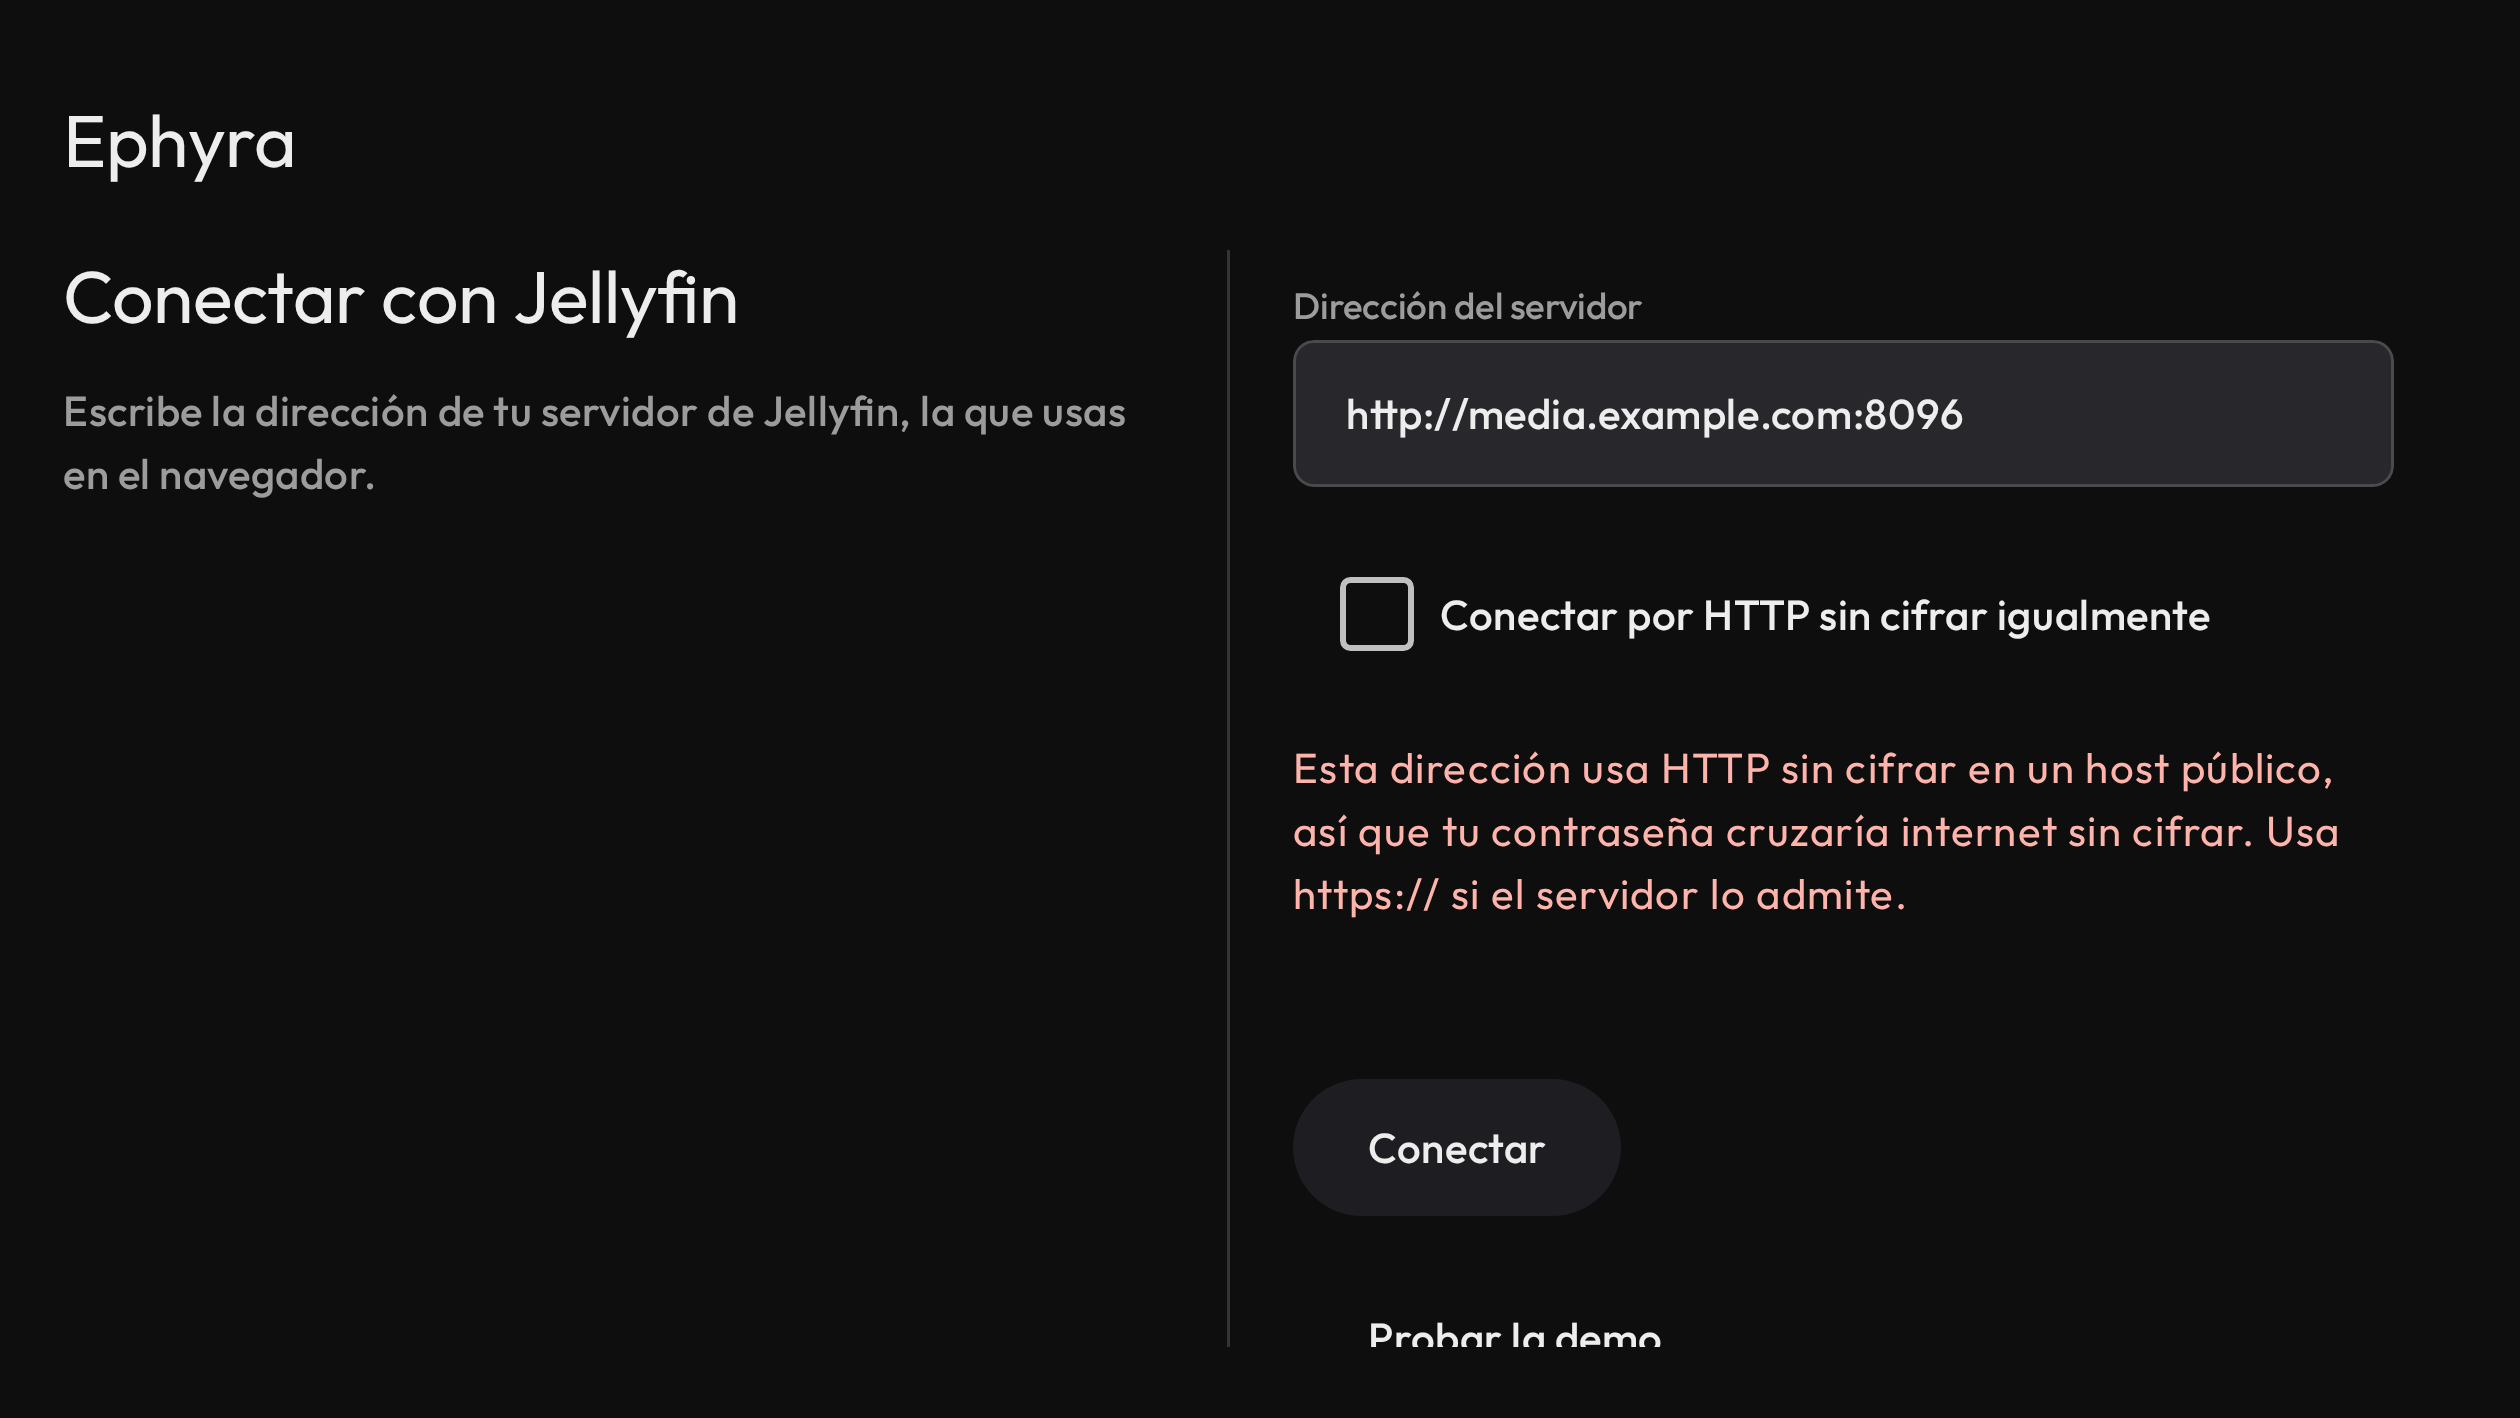 Ephyra
Conectar con Jellyfin
Escribe la dirección de tu servidor de Jellyfin, la que usas
en el navegador.
Dirección del servidor
http://media.example.com:8096
Conectar por HTTP sin cifrar igualmente
Esta dirección usa HTTP sin cifrar en un host público,
así que tu contraseña cruzaría internet sin cifrar. Usa
https:// si el servidor lo admite.
Conectar
Probar la demo